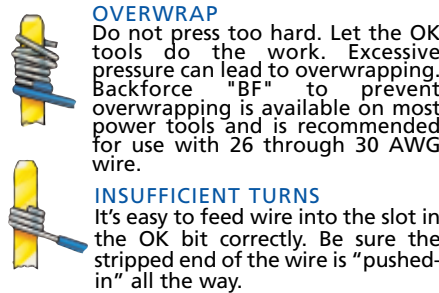 OVERWRAP
Do not press too hard. Let the OK
tools do the work. Excessive
pressure can lead to overwrapping.
Backforce "BF" to prevent
overwrapping is available on most
power tools and is recommended
for use with 26 through 30 AWG
wire.
INSUFFICIENT TURNS
It's easy to feed wire into the slot in
the OK bit correctly. Be sure the
stripped end of the wire is “pushed-
in” all the way.